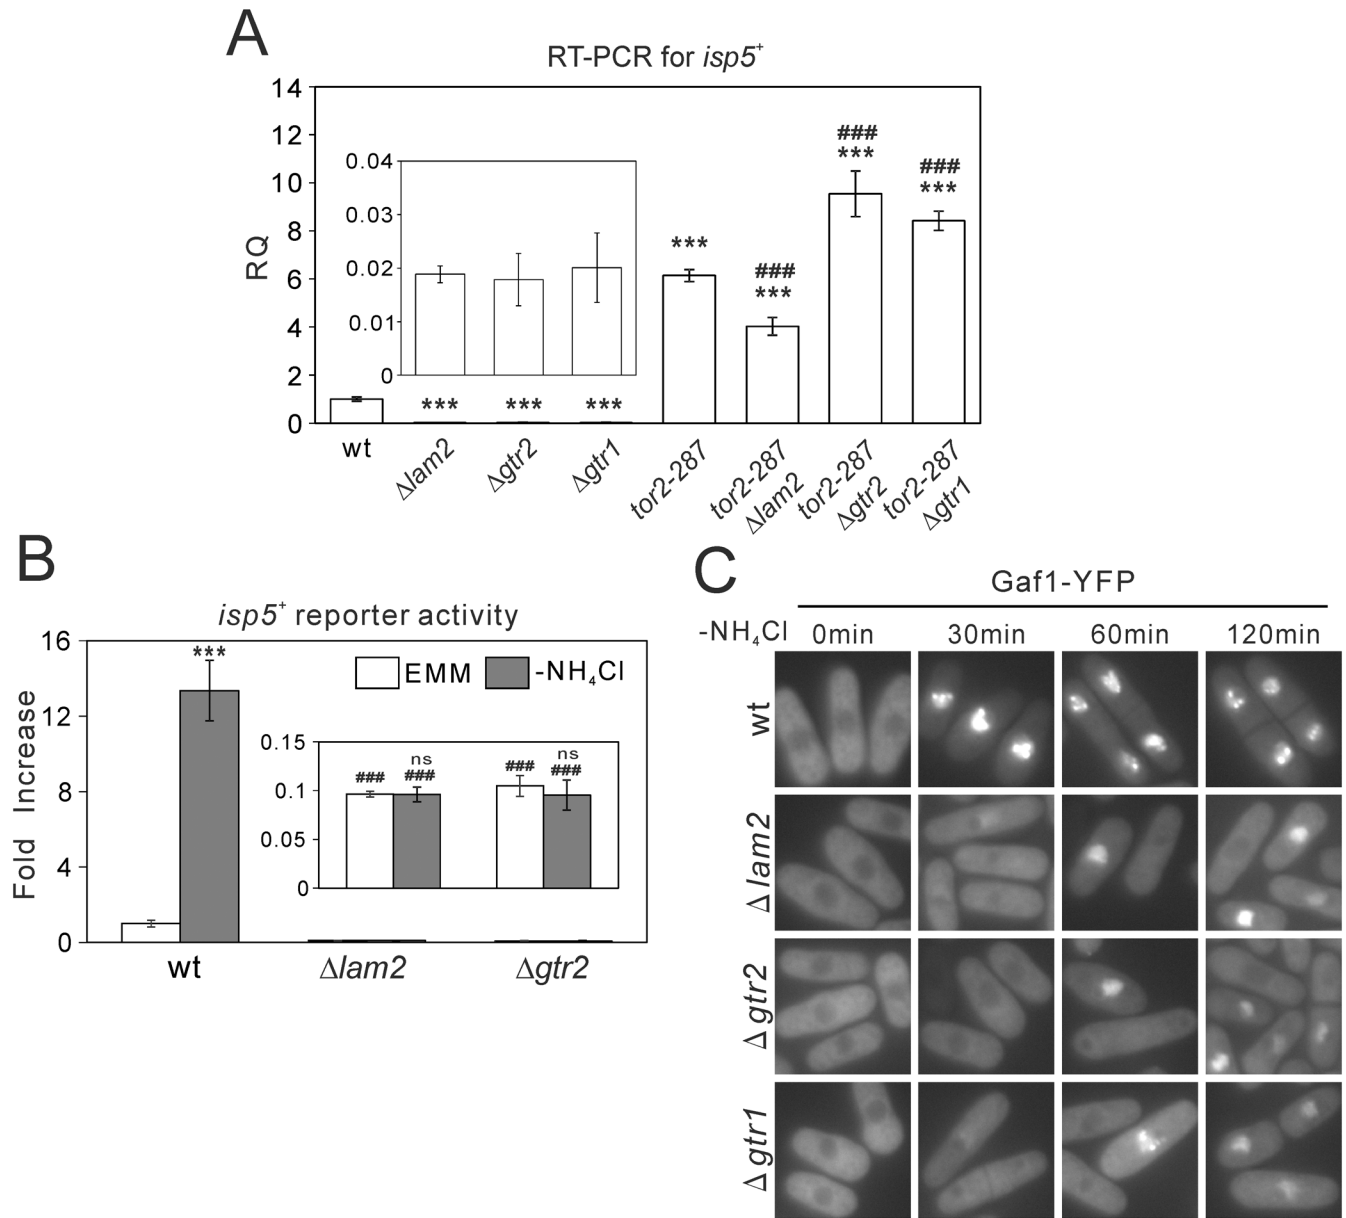 A
RT-PCR for isp5+
14
12
10
8
6
4
2
0
RQ
0.04
0.03
0.02
0.01
0
***
***
***
***
###
***
###
***
###
***
wt
Δlam2
Δgtr2
Δgtr1
tor2-287
tor2-287
Δlam2
tor2-287
Δgtr2
tor2-287
Δgtr1
B
isp5+ reporter activity
16
12
8
4
0
Fold Increase
***
EMM
-NH4Cl
0.15
0.1
0.05
0
###
ns
###
###
ns
###
wt
Δlam2
Δgtr2
C
Gaf1-YFP
-NH4Cl 0min 30min 60min 120min
wt
Δlam2
Δgtr2
Δgtr1